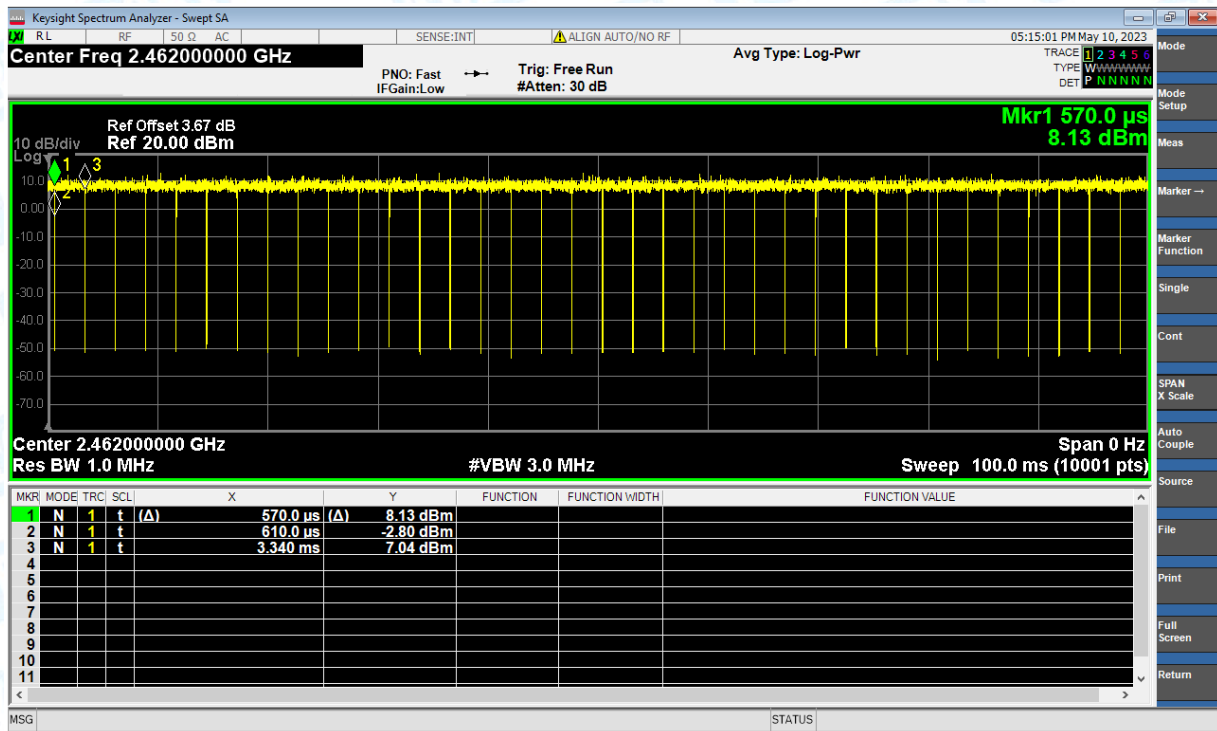 Keysight Spectrum Analyzer - Swept SA
LXI RL RF 50 Ω AC SENSE:INT ALIGN AUTO/NO RF 05:15:01 PM May 10, 2023
Center Freq 2.462000000 GHz
PNO: Fast
IFGain:Low
Trig: Free Run
#Atten: 30 dB
Avg Type: Log-Pwr
TRACE 1 2 3 4 5 6
TYPE WWWWWW
DET P N N N N N
Ref Offset 3.67 dB
Ref 20.00 dBm
Mkr1 570.0 µs
8.13 dBm
10 dB/div
Log
1
3
2
10.0
0.00
-10.0
-20.0
-30.0
-40.0
-50.0
-60.0
-70.0
Center 2.462000000 GHz Span 0 Hz
Res BW 1.0 MHz #VBW 3.0 MHz Sweep 100.0 ms (10001 pts)
MKR MODE TRC SCL X Y FUNCTION FUNCTION WIDTH FUNCTION VALUE
1 N 1 t (Δ) 570.0 µs (Δ) 8.13 dBm
2 N 1 t 610.0 µs -2.80 dBm
3 N 1 t 3.340 ms 7.04 dBm
4
5
6
7
8
9
10
11
MSG STATUS
Mode
Mode
Setup
Meas
Marker →
Marker
Function
Single
Cont
SPAN
X Scale
Auto
Couple
Source
File
Print
Full
Screen
Return